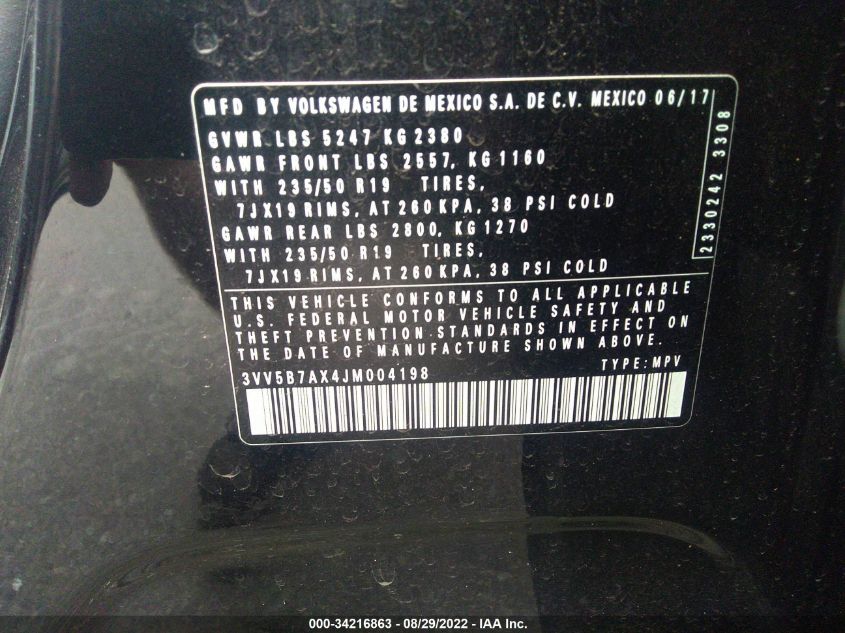 MFD BY VOLKSWAGEN DE MEXICO S.A. DE C.V. MEXICO 06/17
GVWR LBS 5247 KG 2380
GAWR FRONT LBS 2557, KG 1160
WITH 235/50 R19 TIRES,
7JX19 RIMS, AT 260 KPA, 38 PSI COLD
GAWR REAR LBS 2800, KG 1270
WITH 235/50 R19 TIRES,
7JX19 RIMS, AT 260 KPA, 38 PSI COLD
2330242 3308
THIS VEHICLE CONFORMS TO ALL APPLICABLE
U.S. FEDERAL MOTOR VEHICLE SAFETY AND
THEFT PREVENTION STANDARDS IN EFFECT ON
THE DATE OF MANUFACTURE SHOWN ABOVE.
3VV5B7AX4JM004198 TYPE: MPV
000-34216863 - 08/29/2022 - IAA Inc.